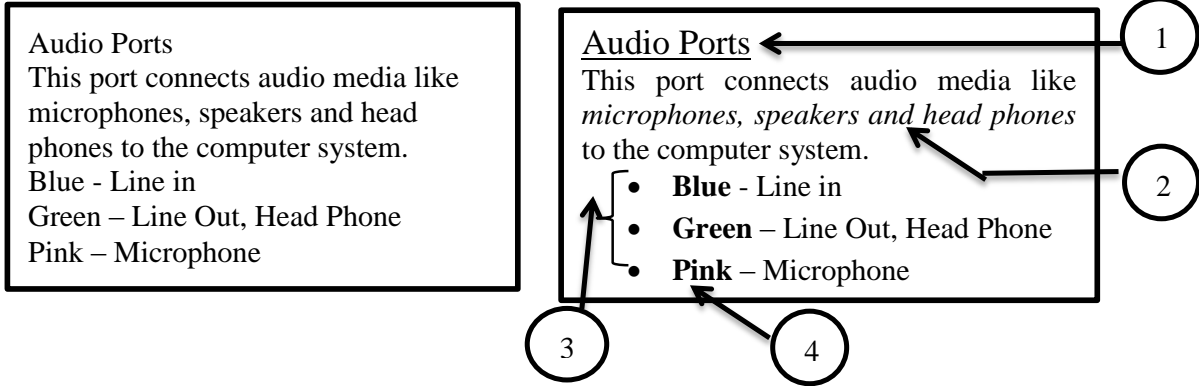 Audio Ports
This port connects audio media like
microphones, speakers and head
phones to the computer system.
Blue - Line in
Green – Line Out, Head Phone
Pink – Microphone
Audio Ports
This port connects audio media like
microphones, speakers and head phones
to the computer system.
• Blue - Line in
• Green – Line Out, Head Phone
• Pink – Microphone
1
2
3
4